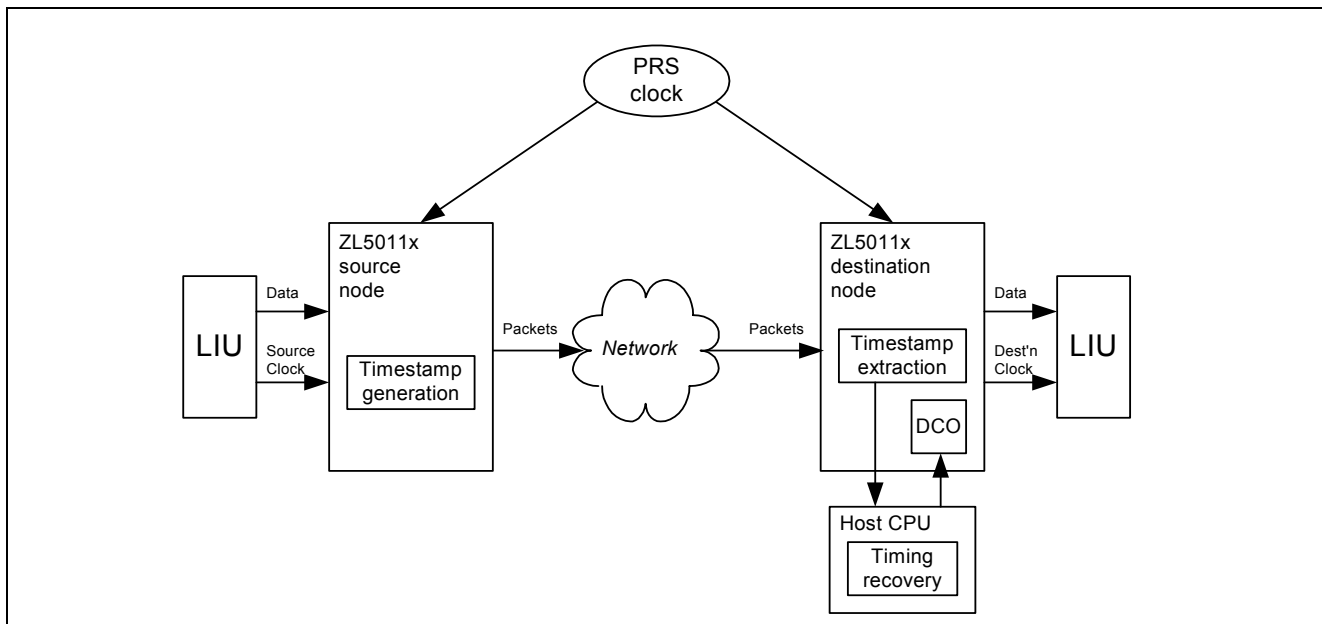 PRS
clock
ZL5011x
source
node
LIU
Data
Source
Clock
Timestamp
generation
Packets
Network
Packets
ZL5011x
destination
node
Timestamp
extraction
DCO
Data
Dest'n
Clock
LIU
Host CPU
Timing
recovery